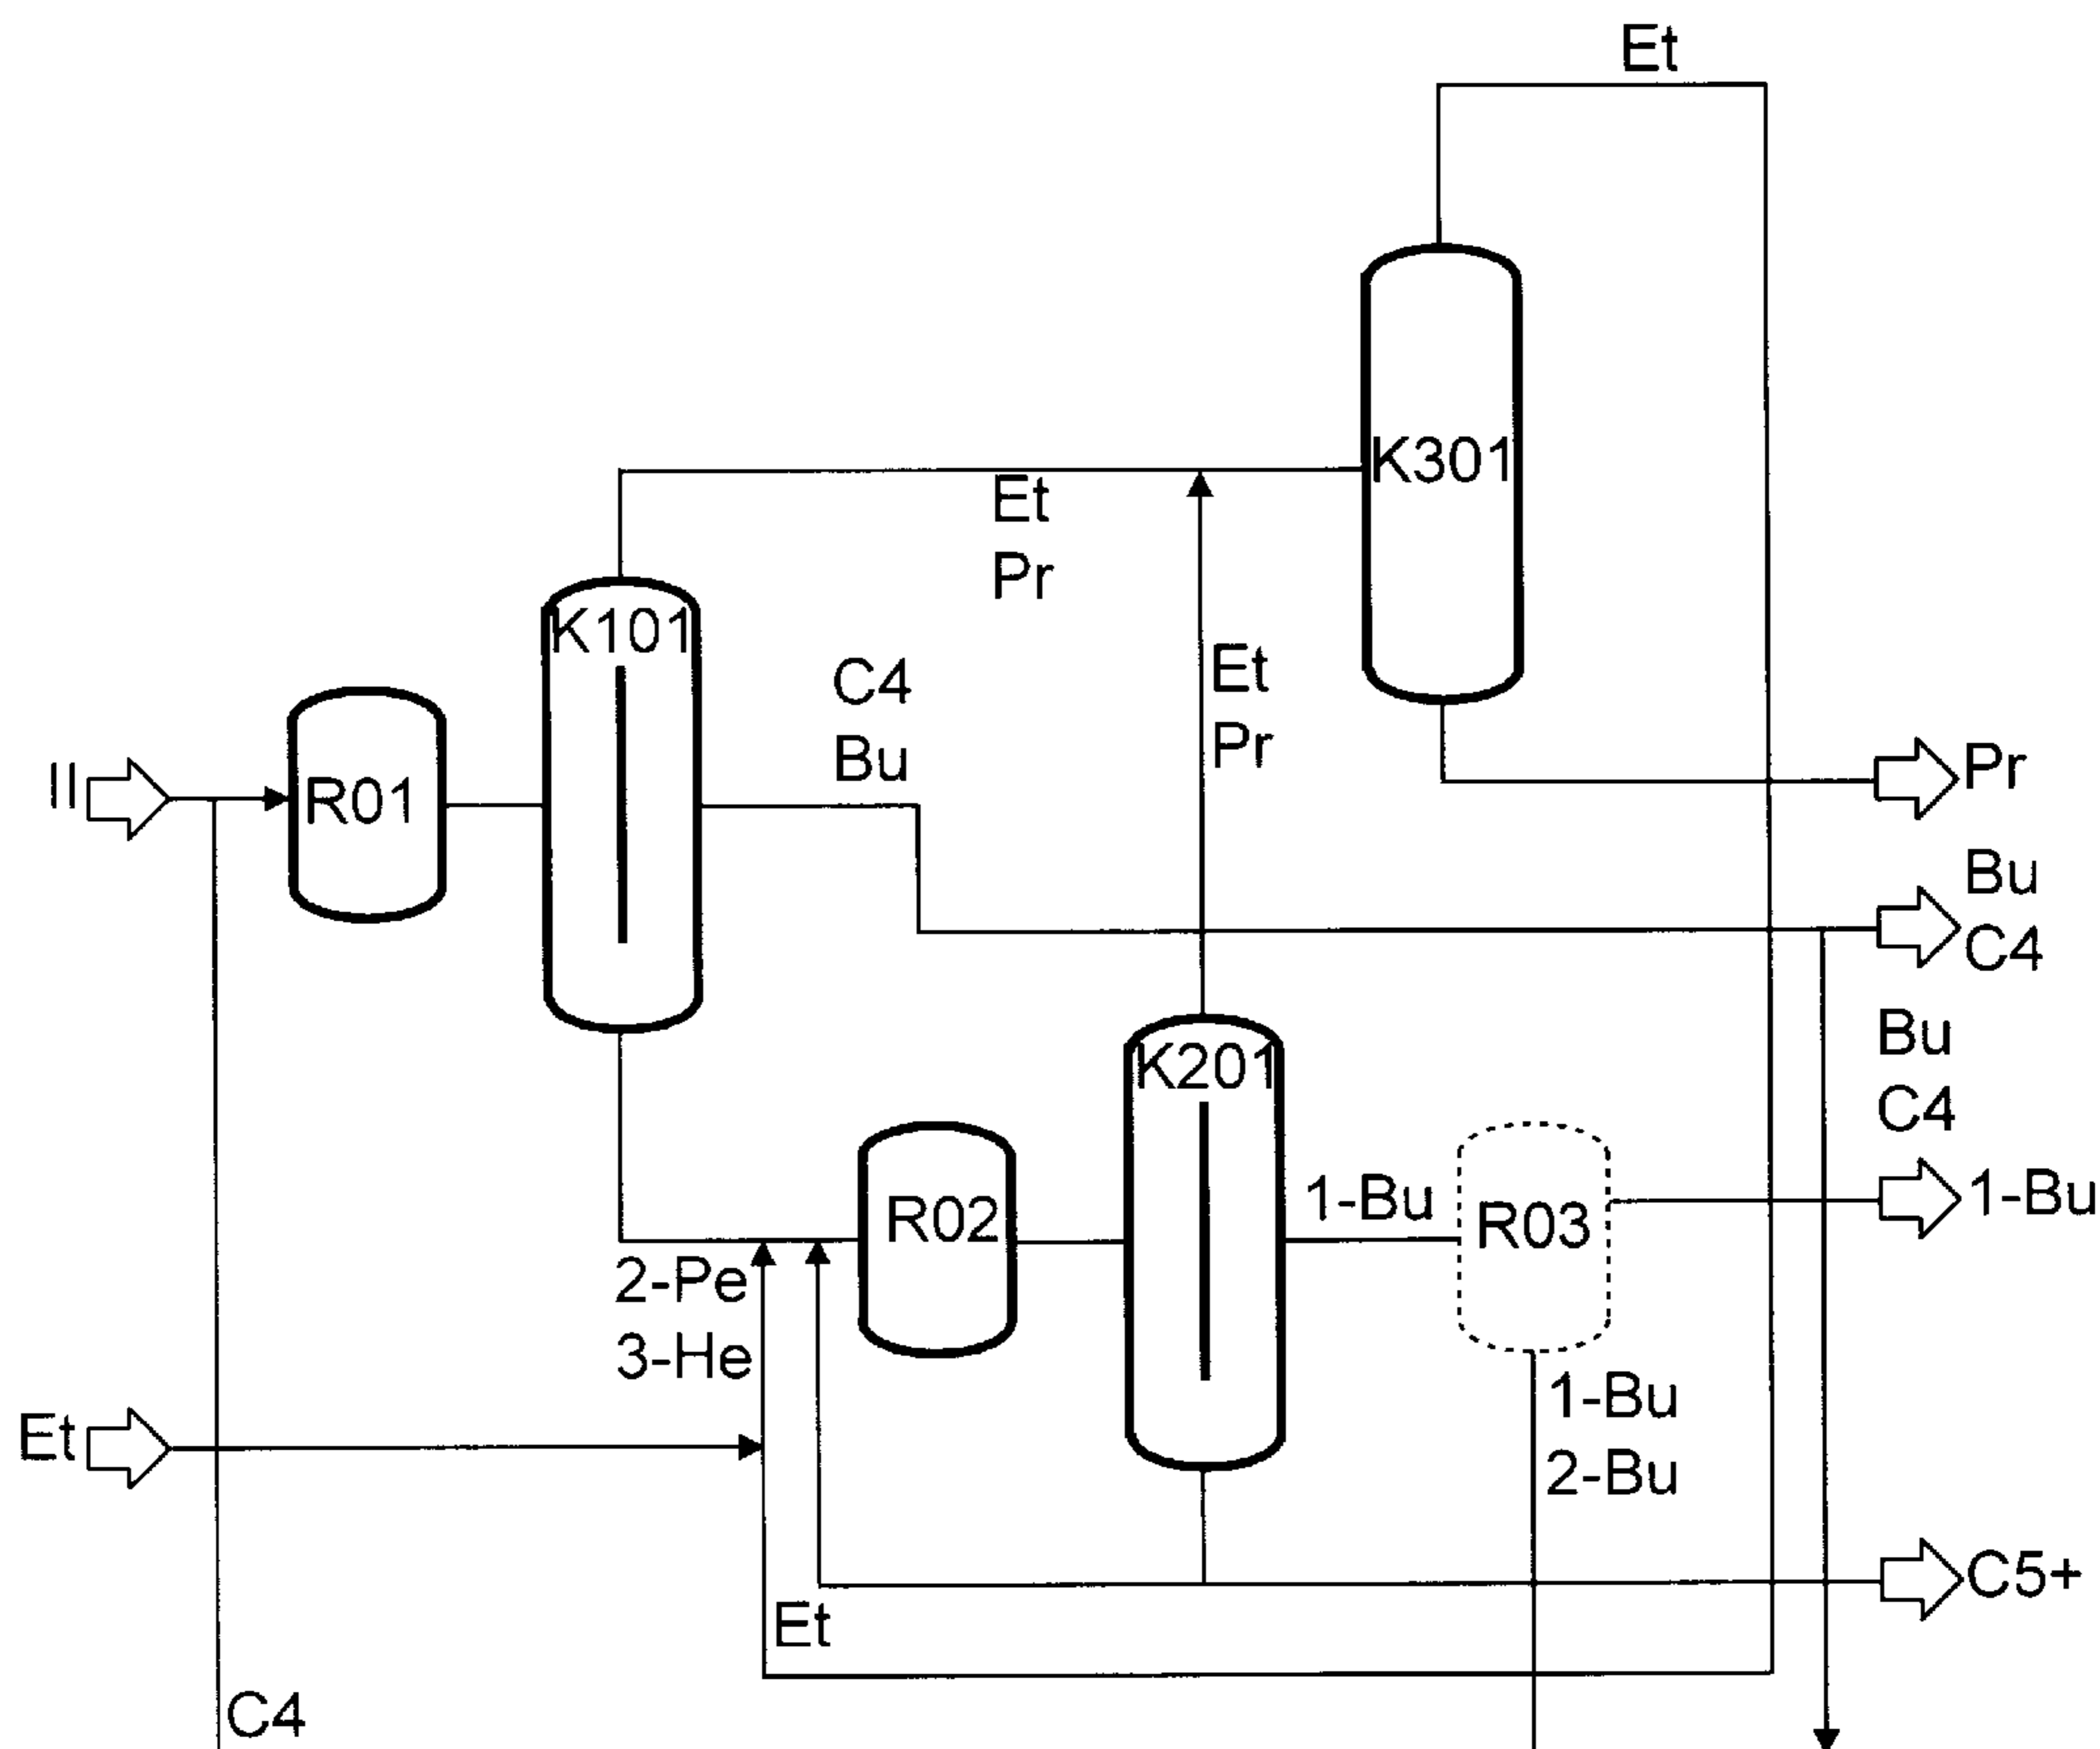 Et
K301
Et
Pr
K101
Et
Pr
C4
Bu
II
R01
Pr
Bu
C4
Bu
C4
K201
1-Bu
R02
R03
1-Bu
2-Pe
3-He
1-Bu
2-Bu
Et
C5+
Et
C4